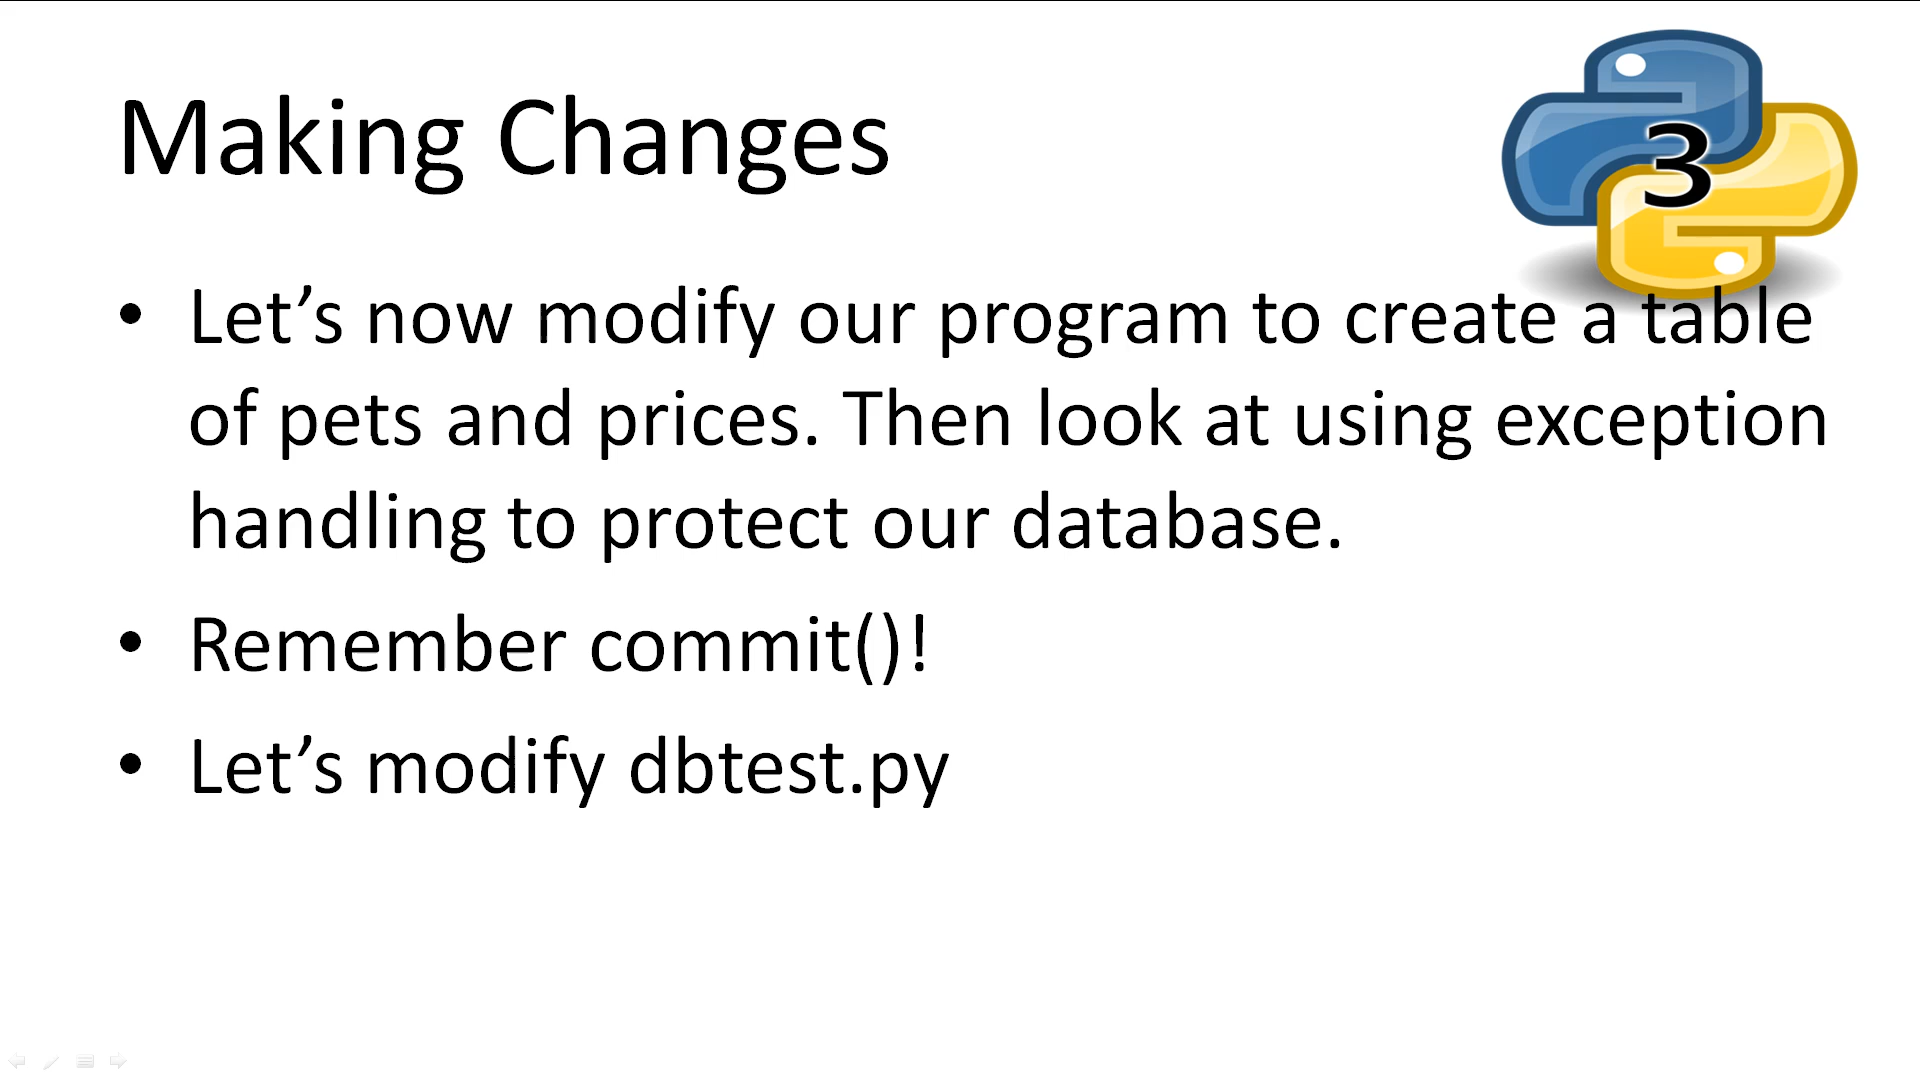 Making Changes
3
• Let’s now modify our program to create a table
of pets and prices. Then look at using exception
handling to protect our database.
• Remember commit()!
• Let’s modify dbtest.py